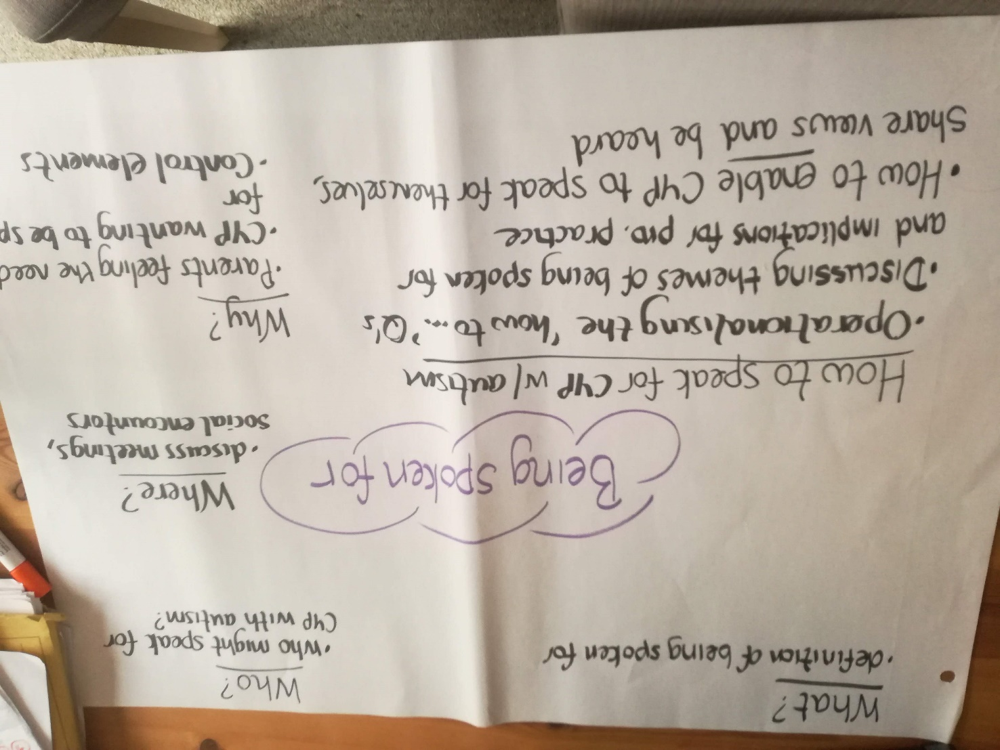 What?
• definition of being spoken for
Who?
• who might speak for
CYP with autism?
Being spoken for
Where?
• discuss meetings,
social encountors
How to speak for CYP w/ autism
• Operationalising the 'how to...' Q's
• Discussing themes of being spoken for
and implications for pro. practice
• How to enable CYP to speak for themselves,
share views and be heard
Why?
• Parents feeling the need
• CYP wanting to be sp
for
• Control elements